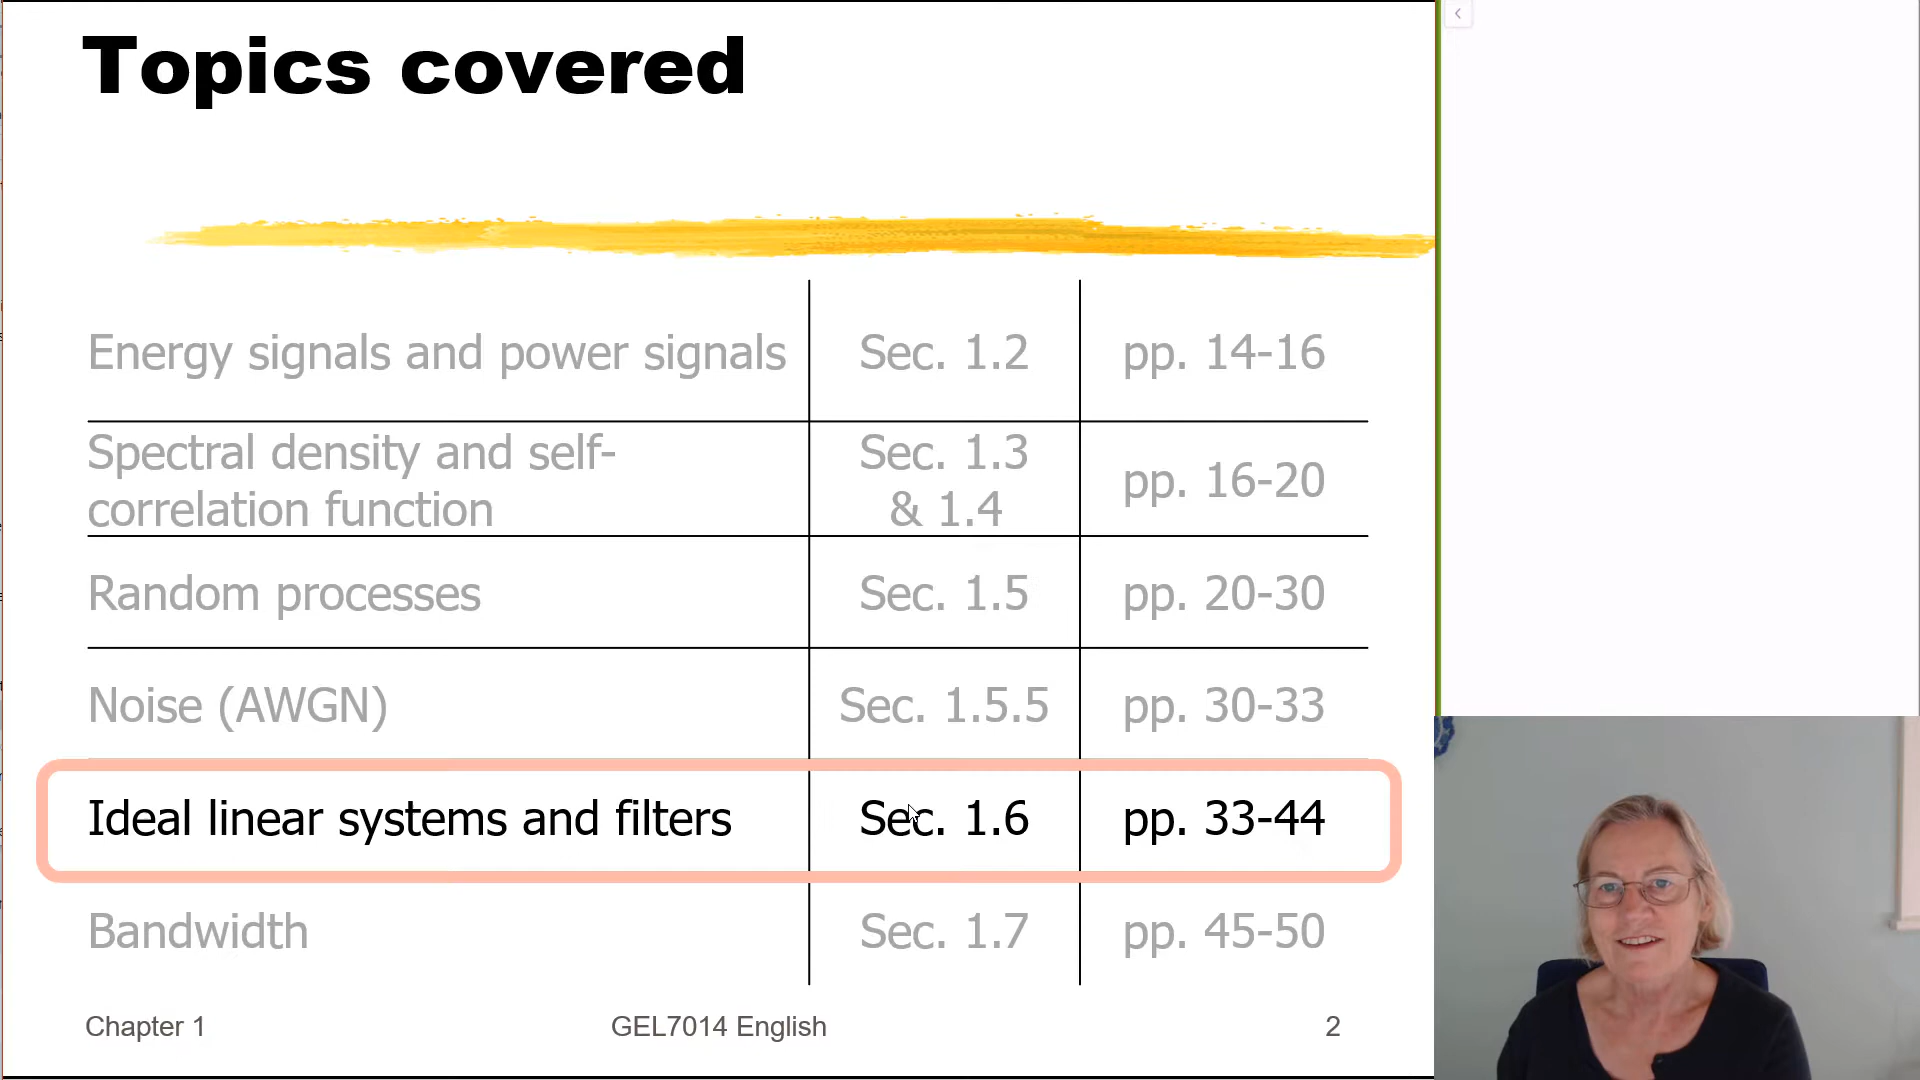 Topics covered
Energy signals and power signals Sec. 1.2 pp. 14-16
Spectral density and self-
correlation function
Sec. 1.3
& 1.4
pp. 16-20
Random processes Sec. 1.5 pp. 20-30
Noise (AWGN) Sec. 1.5.5 pp. 30-33
Ideal linear systems and filters Sec. 1.6 pp. 33-44
Bandwidth Sec. 1.7 pp. 45-50
Chapter 1 GEL7014 English 2